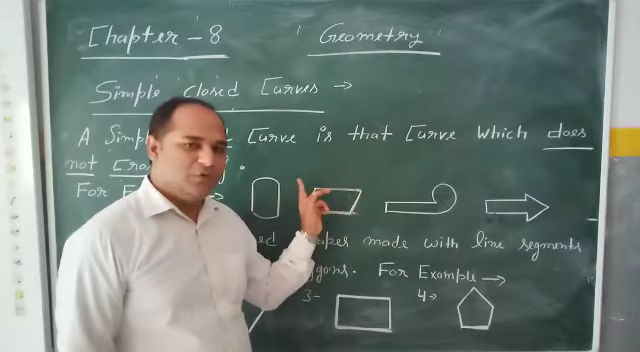 Chapter - 8 " Geometry
Simple Closed Curves →
A Curve is that Curve which does
not
For →
made with line segments
For Example →
3- 4→